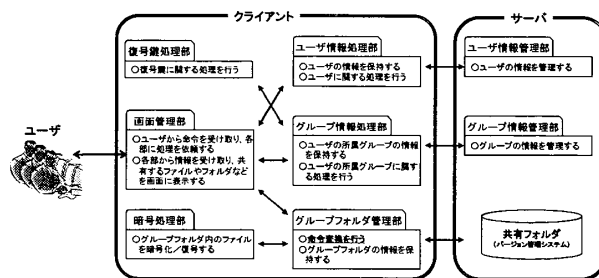 クライアント
サーバ
復号鍵処理部
○復号鍵に関する処理を行う
ユーザ情報処理部
○ユーザの情報を保持する
○ユーザに関する処理を行う
ユーザ情報管理部
○ユーザの情報を管理する
ユーザ
画面管理部
○ユーザから命令を受け取り、各
部に処理を依頼する
○各部から情報を受け取り、共
有するファイルやフォルダなど
を画面に表示する
グループ情報処理部
○ユーザの所属グループの情報
を保持する
○ユーザの所属グループに関す
る処理を行う
グループ情報管理部
○グループの情報を管理する
暗号処理部
○グループフォルダ内のファイル
を暗号化/復号する
グループフォルダ管理部
○命令変換を行う
○グループフォルダの情報を保
持する
共有フォルダ
(バージョン管理システム)